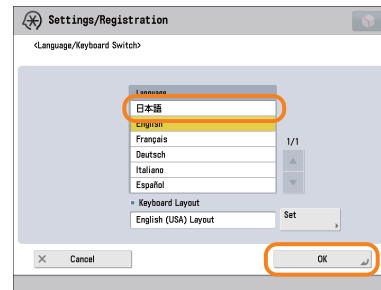 Settings/Registration
<Language/Keyboard Switch>
Language
日本語
English
Français
Deutsch
Italiano
Español
1/1
▪ Keyboard Layout
English (USA) Layout
Set
Cancel
OK